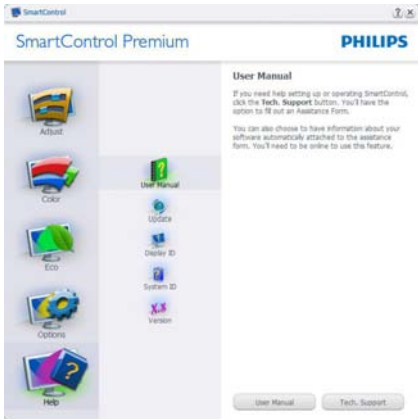 SmartControl
SmartControl Premium
PHILIPS
Adjust
Color
Eco
Options
Help
User Manual
Update
Display ID
System ID
Version
User Manual
If you need help setting up or operating SmartControl,
click the Tech. Support button. You'll have the
option to fill out an Assistance Form.
You can also choose to have information about your
software automatically attached to the assistance
form. You'll need to be online to use this feature.
User Manual
Tech. Support